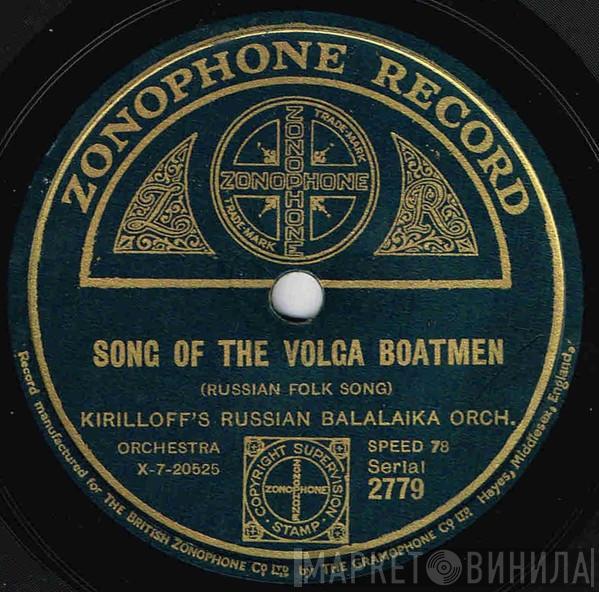 ZONOPHONE RECORD
TRADE-MARK
ZONOPHONE
ZONOPHONE
TRADE-MARK
Z
R
SONG OF THE VOLGA BOATMEN
(RUSSIAN FOLK SONG)
KIRILLOFF'S RUSSIAN BALALAIKA ORCH.
ORCHESTRA
X-7-20525
COPYRIGHT SUPERVISION
ZONOPHONE
ZONOPHONE
STAMP
SPEED 78
Serial
2779
Record manufactured for THE BRITISH ZONOPHONE Co LTD by THE GRAMOPHONE Co LTD Hayes, Middlesex, England.
МАРКЕТ ВИНИЛА